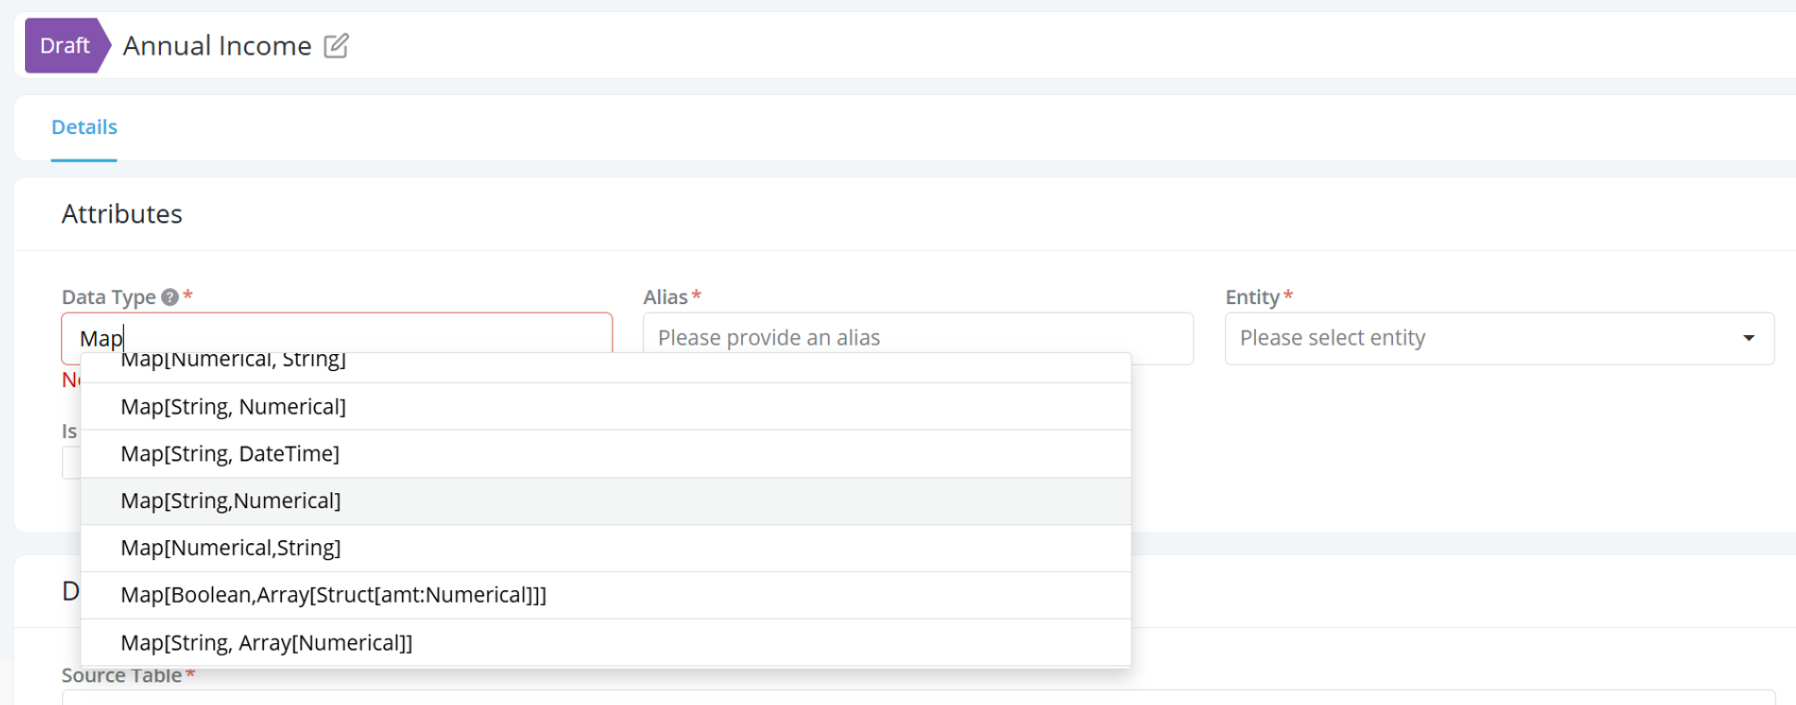 Draft Annual Income
Details
Attributes
Data Type ? *
Alias *
Entity *
Map
Please provide an alias
Please select entity
Map[Numerical, String]
Map[String, Numerical]
Is
Map[String, DateTime]
Map[String,Numerical]
Map[Numerical,String]
Map[Boolean,Array[Struct[amt:Numerical]]]
Map[String, Array[Numerical]]
Source Table *